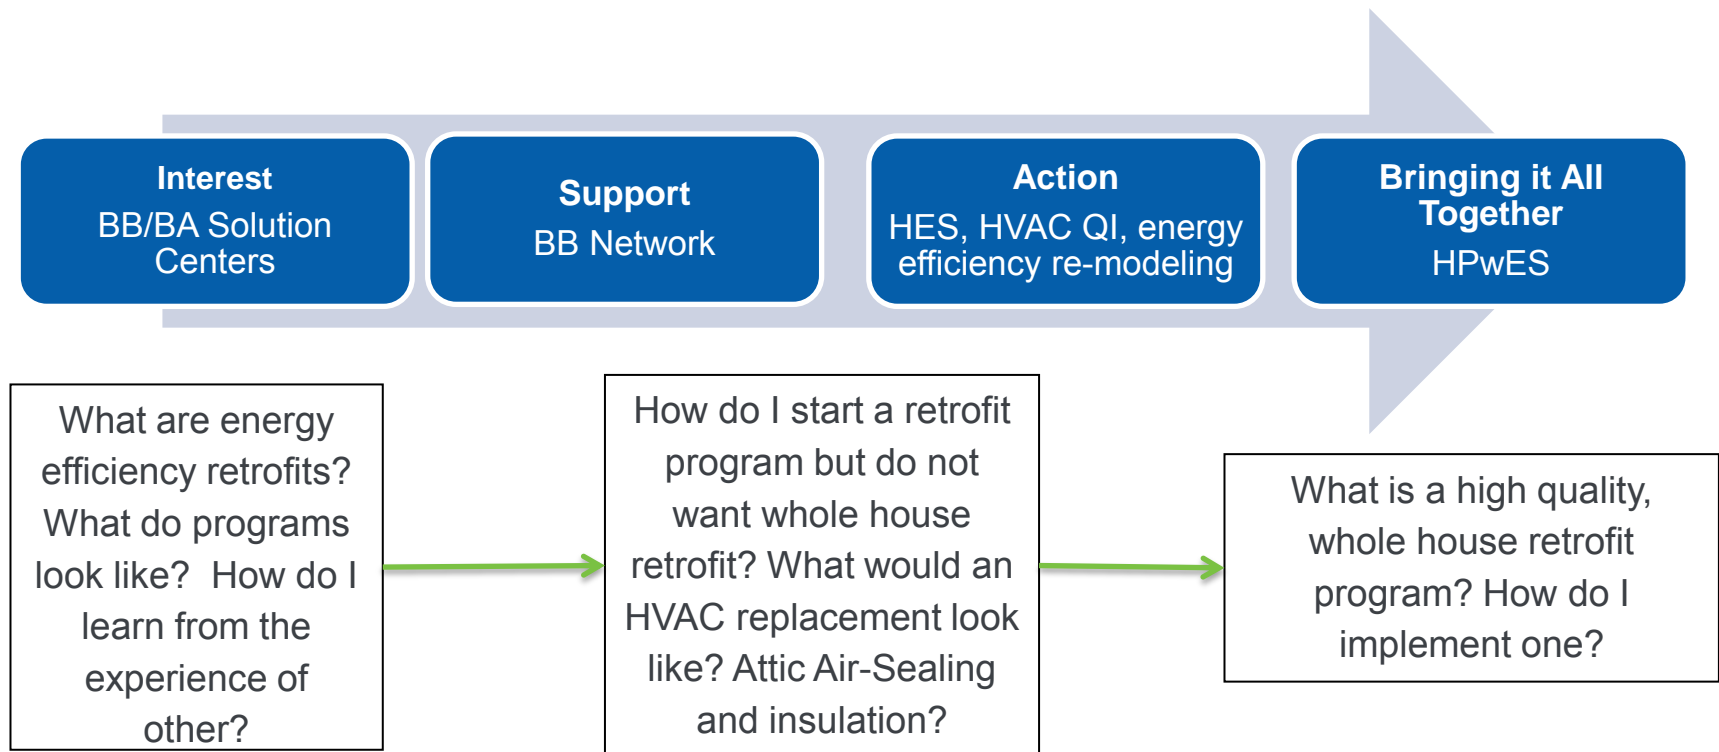 Interest
BB/BA Solution
Centers
Support
BB Network
Action
HES, HVAC QI, energy
efficiency re-modeling
Bringing it All
Together
HPwES
What are energy
efficiency retrofits?
What do programs
look like?  How do I
learn from the
experience of
other?
How do I start a retrofit
program but do not
want whole house
retrofit? What would an
HVAC replacement look
like? Attic Air-Sealing
and insulation?
What is a high quality,
whole house retrofit
program? How do I
implement one?